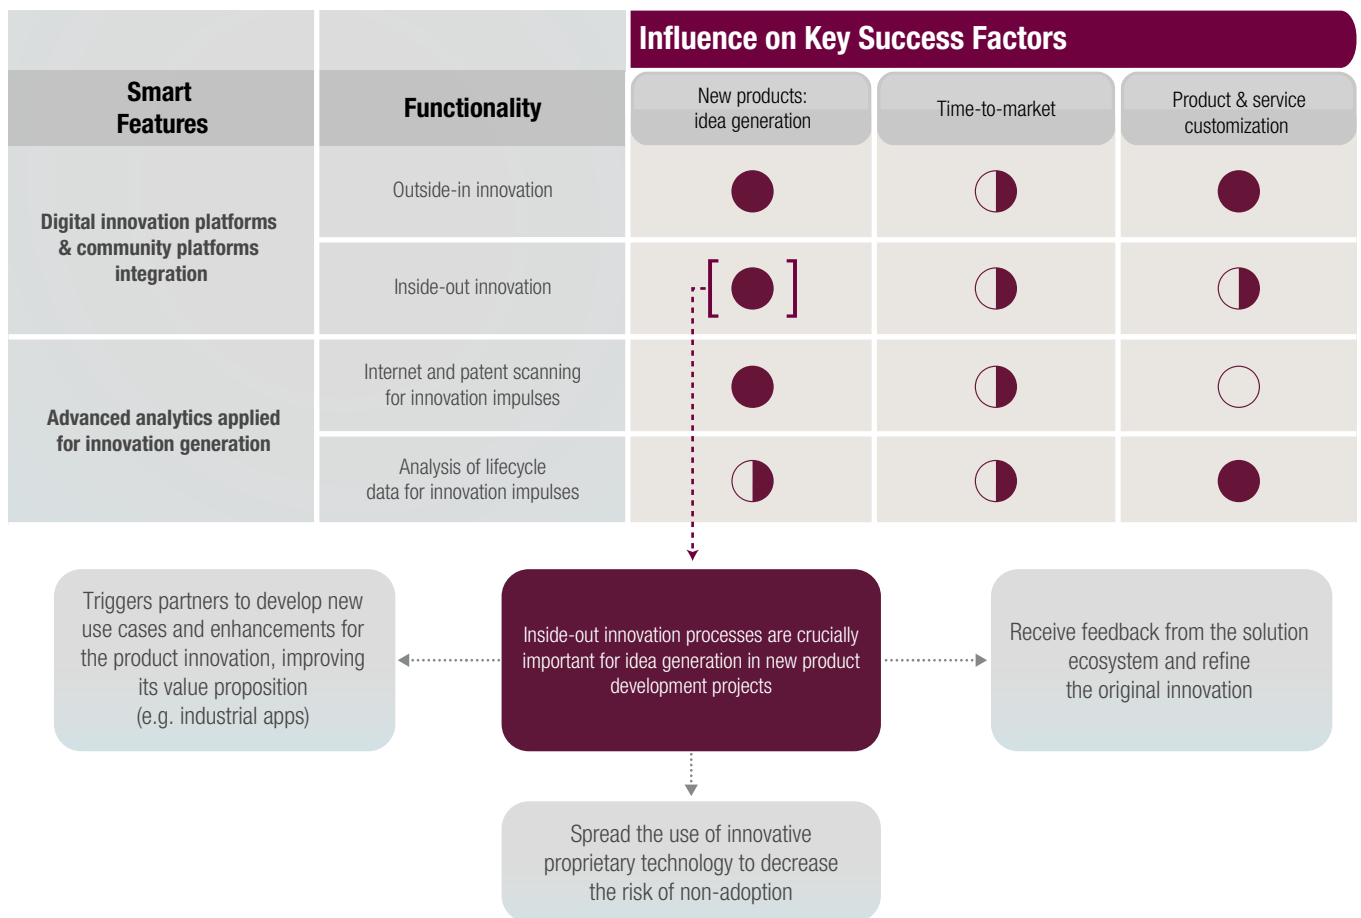 Influence on Key Success Factors
Smart
Features
Functionality
New products:
idea generation
Time-to-market
Product & service
customization
Digital innovation platforms
& community platforms
integration
Outside-in innovation
Inside-out innovation
Advanced analytics applied
for innovation generation
Internet and patent scanning
for innovation impulses
Analysis of lifecycle
data for innovation impulses
Triggers partners to develop new
use cases and enhancements for
the product innovation, improving
its value proposition
(e.g. industrial apps)
Inside-out innovation processes are crucially
important for idea generation in new product
development projects
Receive feedback from the solution
ecosystem and refine
the original innovation
Spread the use of innovative
proprietary technology to decrease
the risk of non-adoption